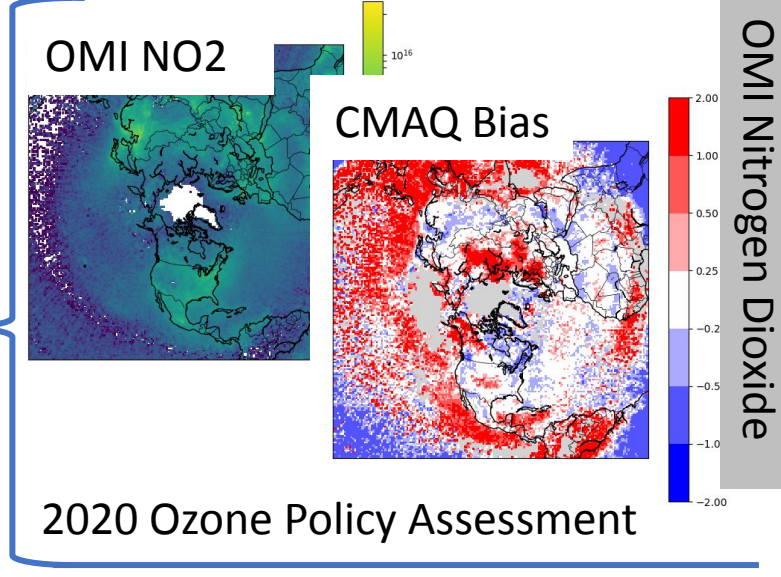 OMI NO2
10¹⁶
CMAQ Bias
2.00
1.00
0.50
0.25
−0.2
−0.5
−1.0
−2.00
OMI Nitrogen Dioxide
2020 Ozone Policy Assessment